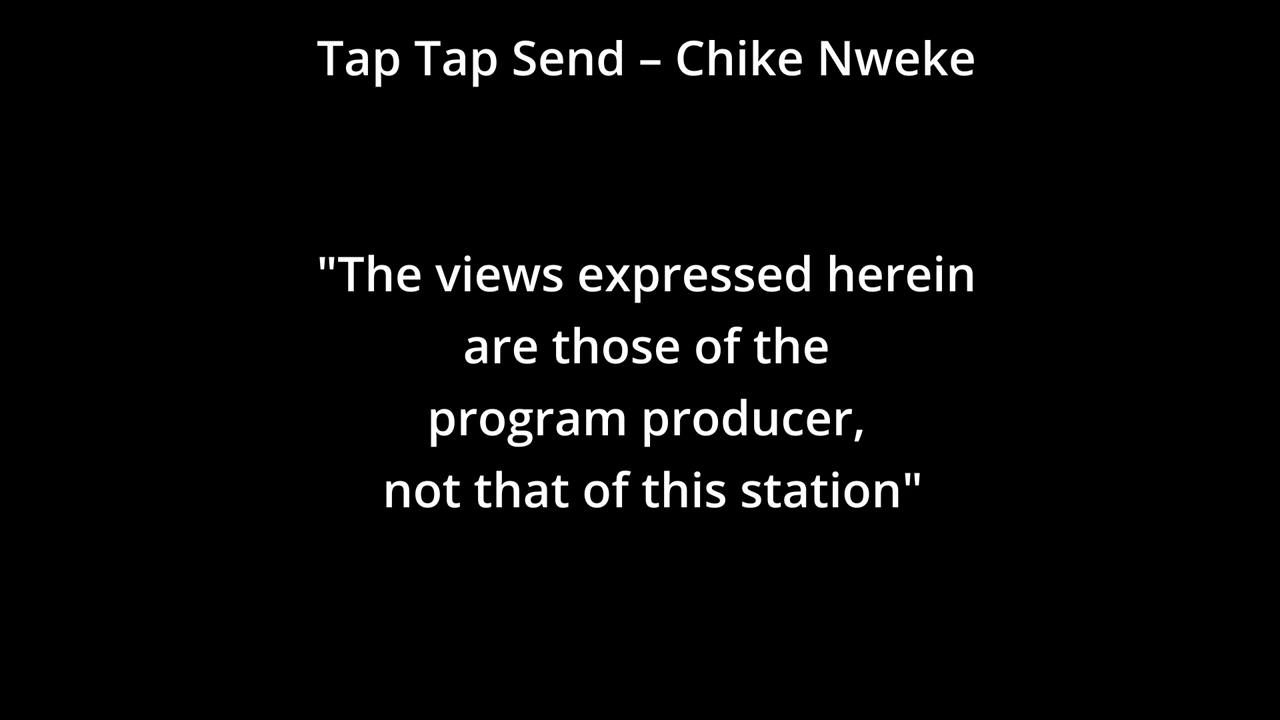 Tap Tap Send – Chike Nweke
"The views expressed herein
are those of the
program producer,
not that of this station"